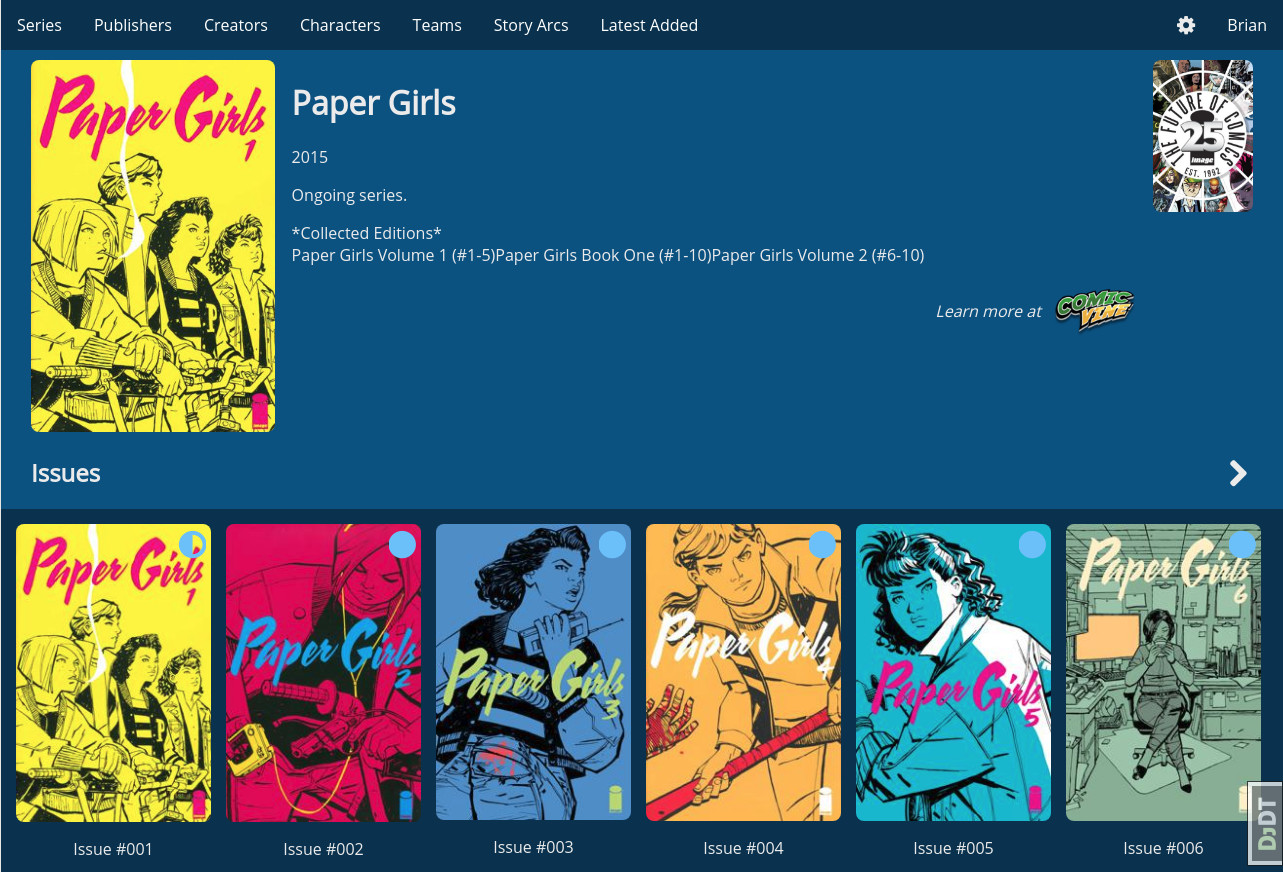 Series Publishers Creators Characters Teams Story Arcs Latest Added Brian
Paper Girls
1
Paper Girls
2015
Ongoing series.
*Collected Editions*
Paper Girls Volume 1 (#1-5)Paper Girls Book One (#1-10)Paper Girls Volume 2 (#6-10)
Learn more at COMIC VINE
THE FUTURE OF COMICS
25
image
EST. 1992
P
Issues
Paper Girls
1
Paper Girls
2
Paper Girls
3
Paper Girls
4
Paper Girls
5
Paper Girls
6
Issue #001 Issue #002 Issue #003 Issue #004 Issue #005 Issue #006
DJDT